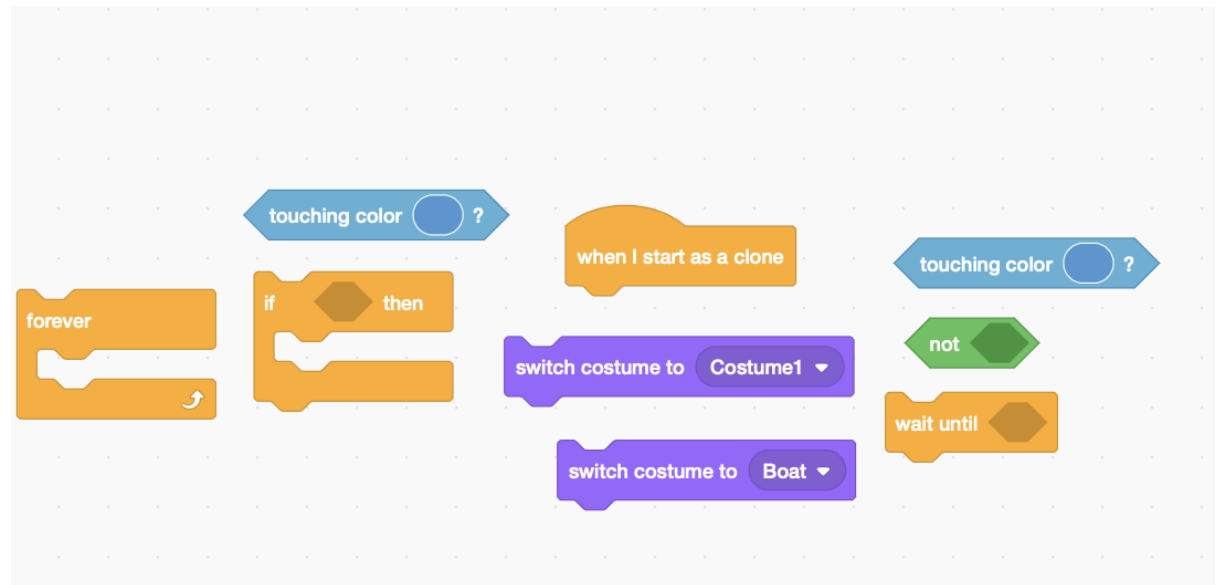 touching color ?
when I start as a clone
touching color ?
if then
forever
not
switch costume to Costume1
wait until
switch costume to Boat